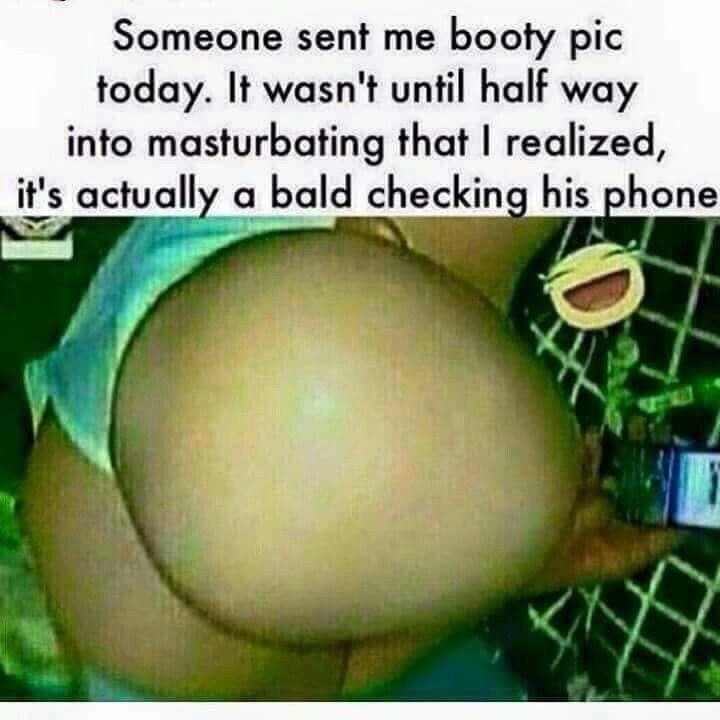 Someone sent me booty pic
today. It wasn't until half way
into masturbating that I realized,
it's actually a bald checking his phone